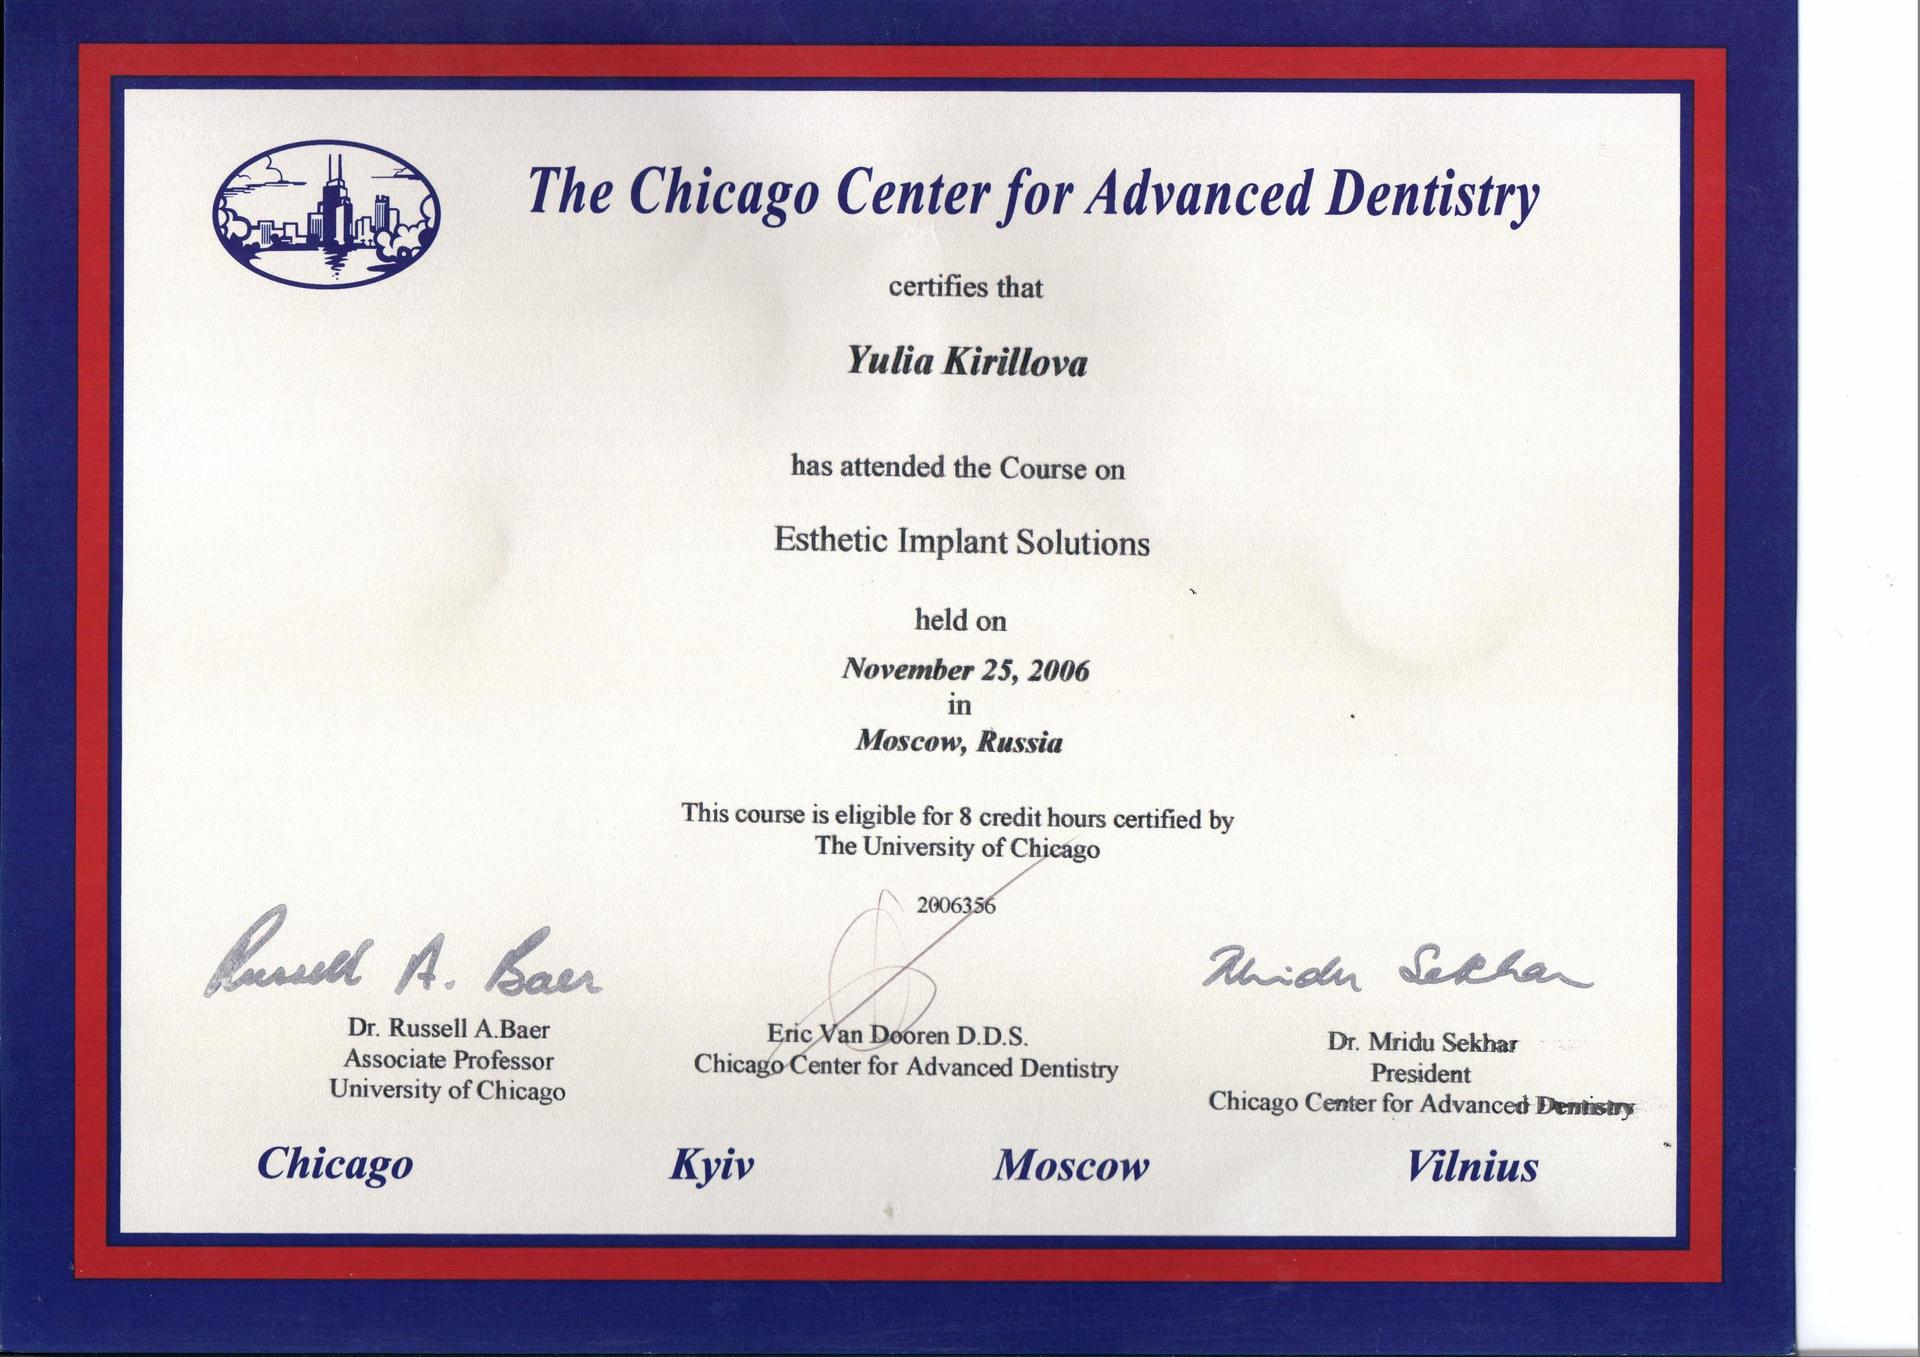 The Chicago Center for Advanced Dentistry
certifies that
Yulia Kirillova
has attended the Course on
Esthetic Implant Solutions
held on
November 25, 2006
in
Moscow, Russia
This course is eligible for 8 credit hours certified by
The University of Chicago
2006356
Russell A. Baer
Mridu Sekhar
Dr. Russell A.Baer
Associate Professor
University of Chicago
Eric Van Dooren D.D.S.
Chicago Center for Advanced Dentistry
Dr. Mridu Sekhar
President
Chicago Center for Advanced Dentistry
Chicago Kyiv Moscow Vilnius